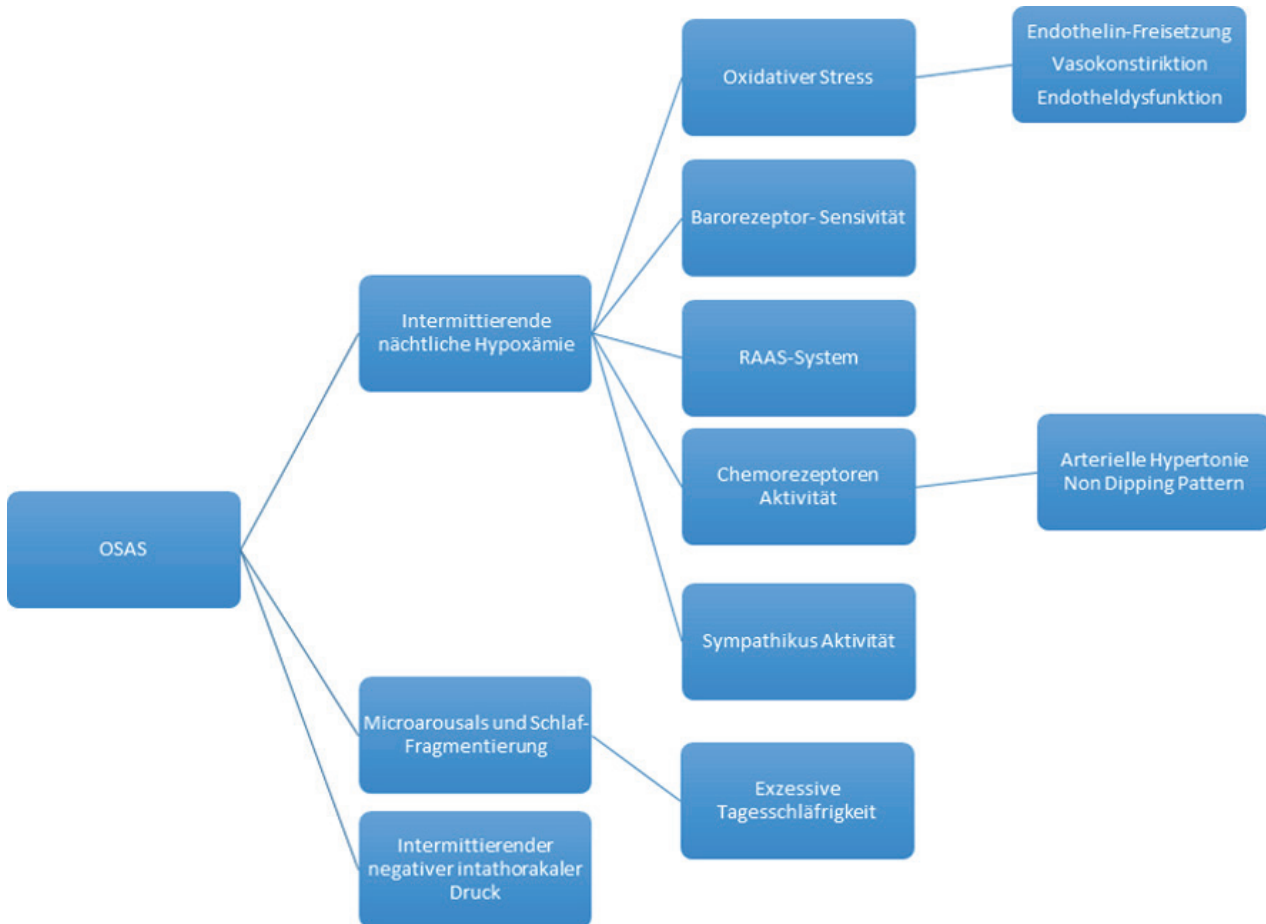 Endothelin-Freisetzung
Vasokonstiriktion
Endotheldysfunktion
Oxidativer Stress
Barorezeptor- Sensivität
Intermittierende
nächtliche Hypoxämie
RAAS-System
Chemorezeptoren
Aktivität
Arterielle Hypertonie
Non Dipping Pattern
OSAS
Sympathikus Aktivität
Microarousals und Schlaf-
Fragmentierung
Exzessive
Tagesschläfrigkeit
Intermittierender
negativer intathorakaler
Druck